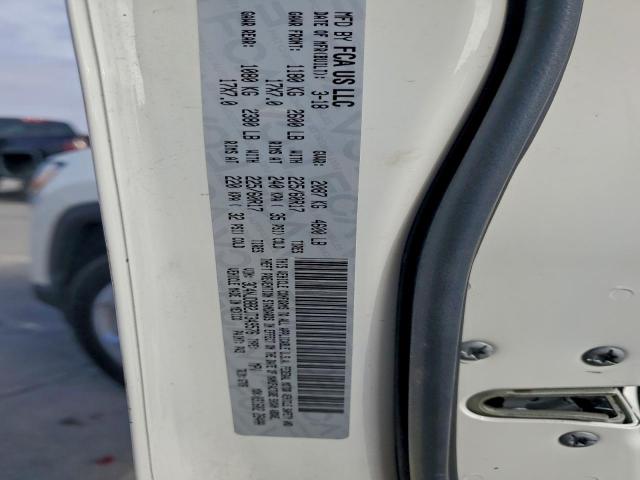 MFD BY FCA US LLC
DATE OF MFR(BUILD): 3-18 GVWR: 2087 KG 4600 LB
GAWR FRONT: 1180 KG 2600 LB WITH 225/60R17 TIRES
17X7.0 RIMS AT 240 KPA ( 35 PSI) COLD
GAWR REAR: 1080 KG 2380 LB WITH 225/60R17 TIRES
17X7.0 RIMS AT 220 KPA ( 32 PSI) COLD
THIS VEHICLE CONFORMS TO ALL APPLICABLE U.S.A. FEDERAL MOTOR VEHICLE SAFETY AND
THEFT PREVENTION STANDARDS IN EFFECT ON THE DATE OF MANUFACTURE SHOWN ABOVE.
VIN: TYPE: MPV
VEHICLE MADE IN MEXICO PAINT: PW2